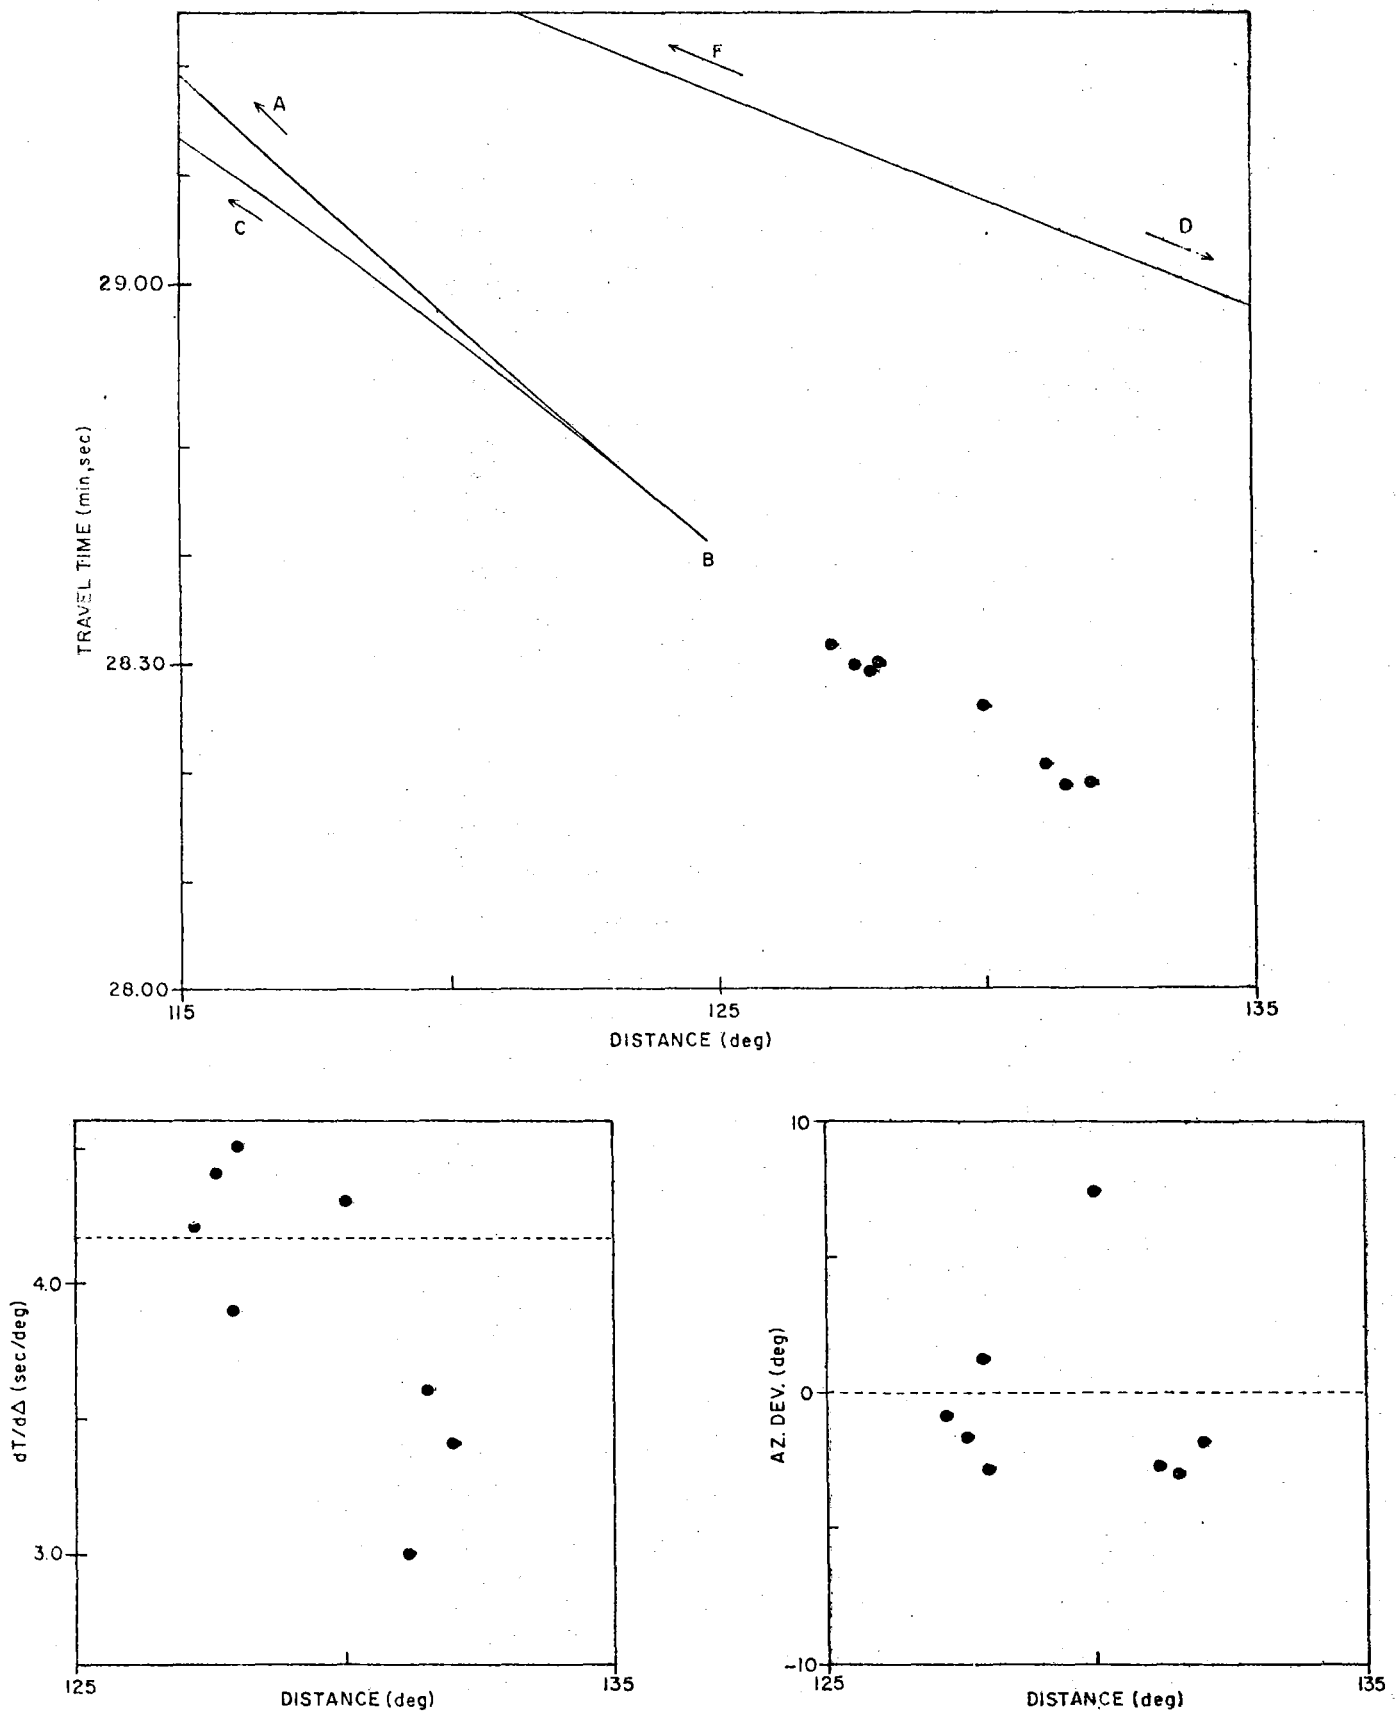 F
A
C
D
29.00
B
TRAVEL TIME (min,sec)
28.30
28.00
115
125
135
DISTANCE (deg)
4.0
3.0
dT/dΔ (sec/deg)
125
135
DISTANCE (deg)
10
0
-10
AZ. DEV. (deg)
125
135
DISTANCE (deg)